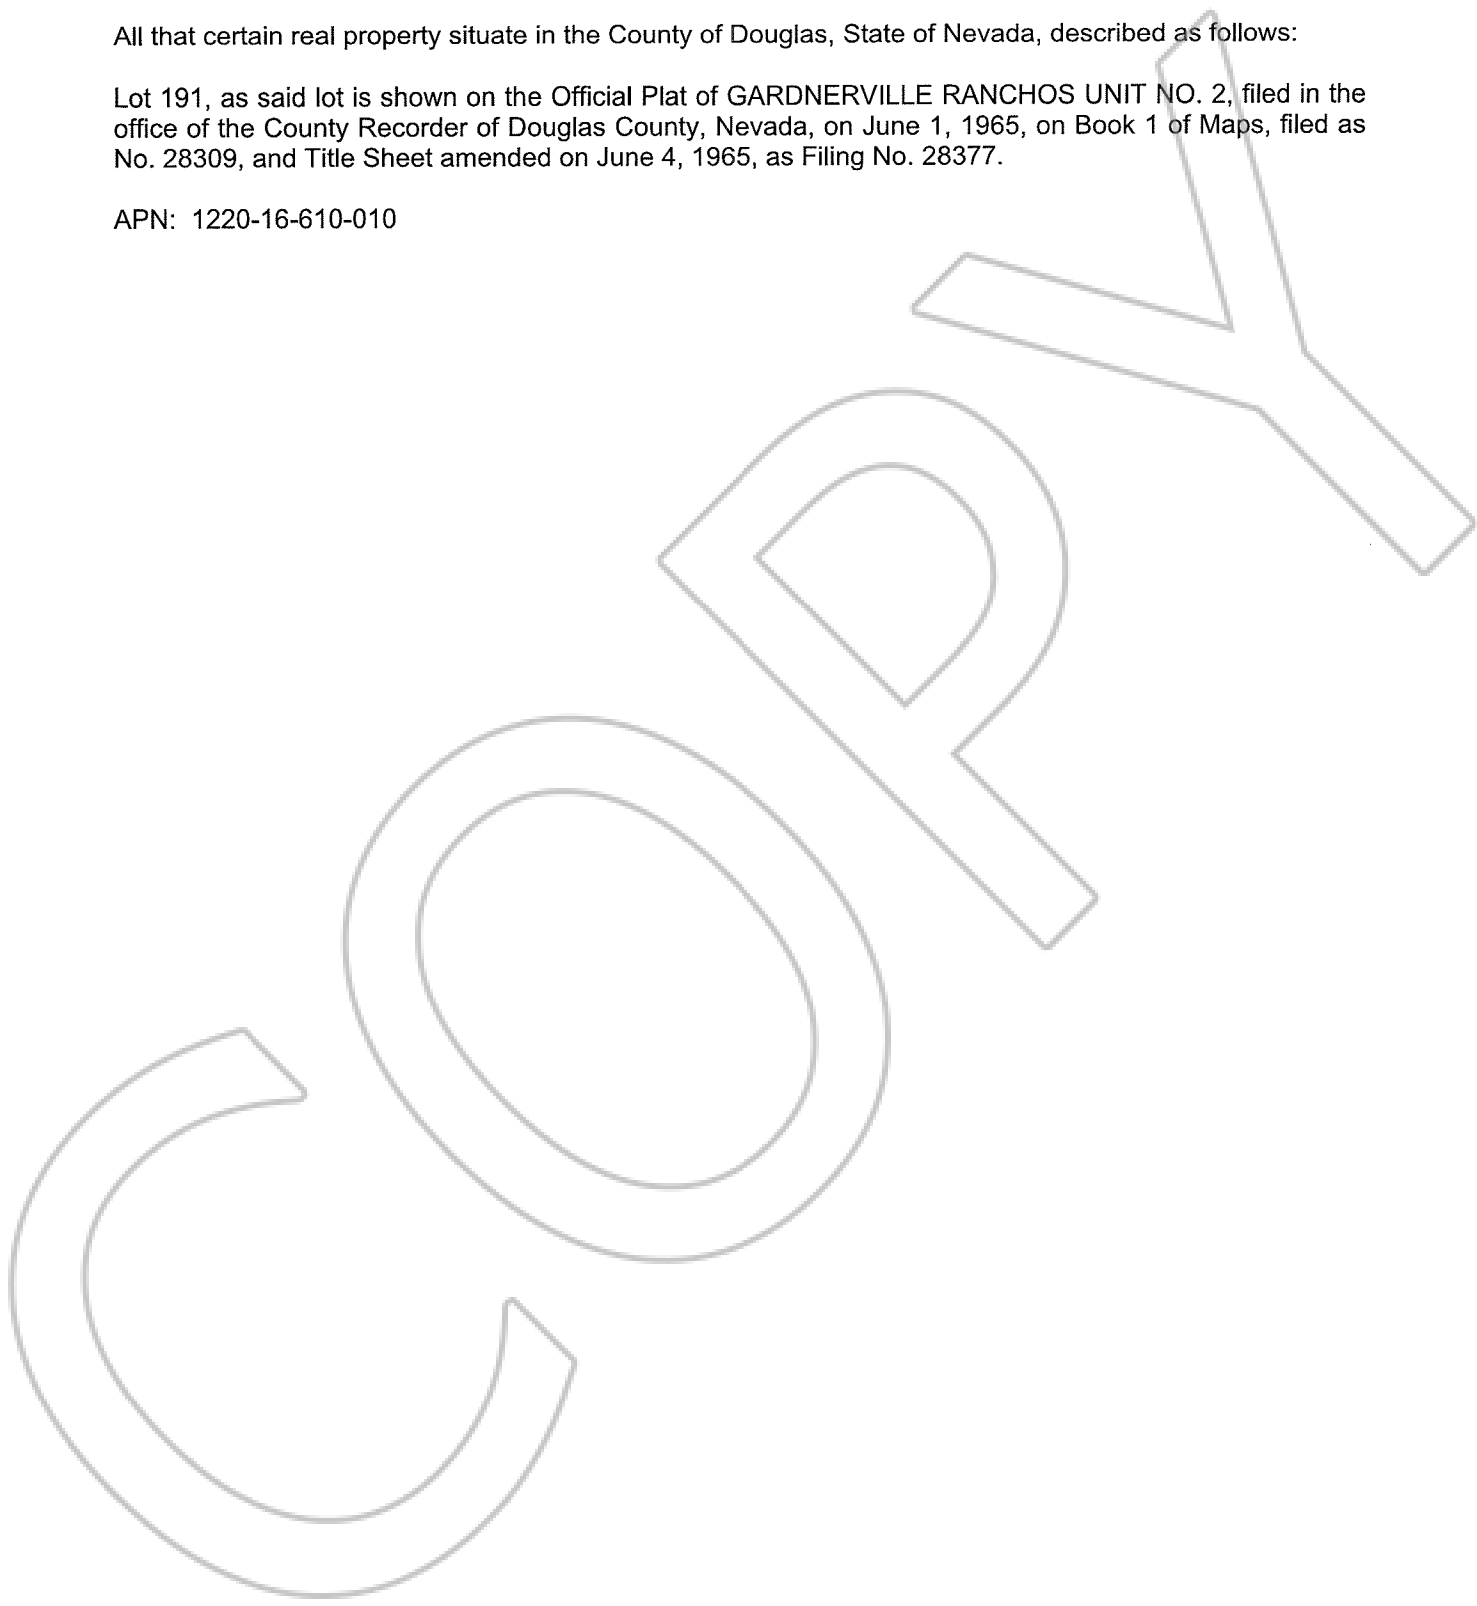 All that certain real property situate in the County of Douglas, State of Nevada, described as follows:
Lot 191, as said lot is shown on the Official Plat of GARDNERVILLE RANCHOS UNIT NO. 2, filed in the
office of the County Recorder of Douglas County, Nevada, on June 1, 1965, on Book 1 of Maps, filed as
No. 28309, and Title Sheet amended on June 4, 1965, as Filing No. 28377.
APN: 1220-16-610-010
COPY